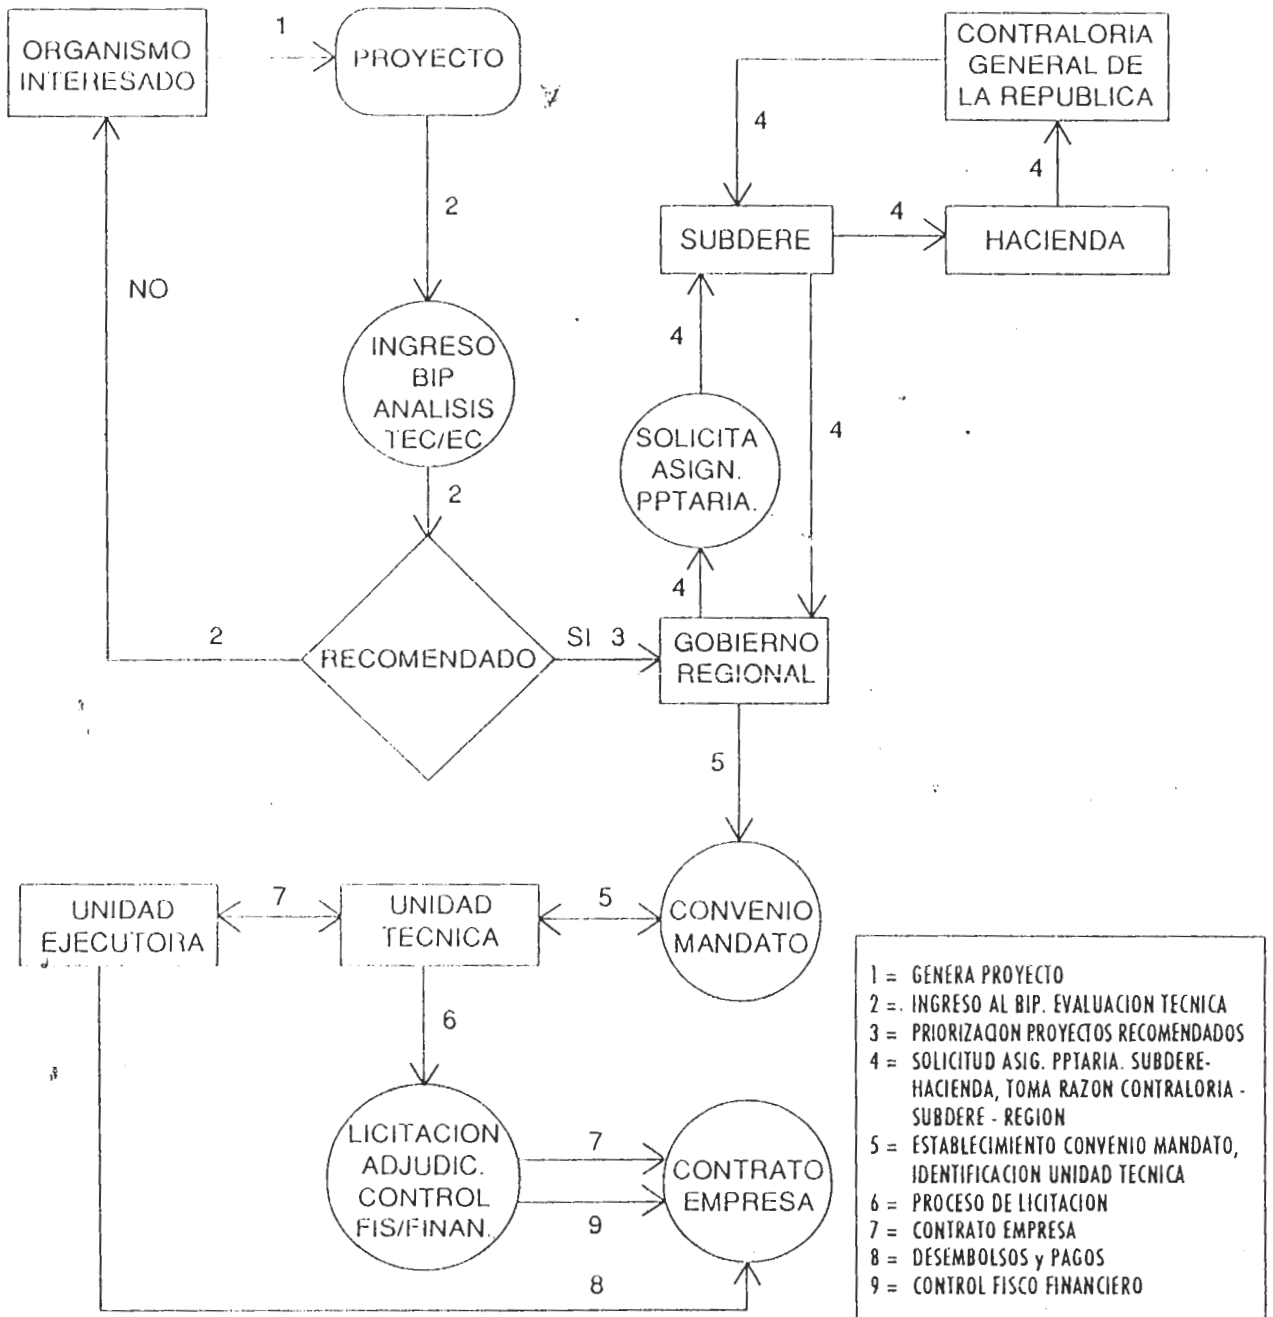 ORGANISMO
INTERESADO
1
PROYECTO
CONTRALORIA
GENERAL DE
LA REPUBLICA
4
4
2
SUBDERE
4
HACIENDA
NO
INGRESO
BIP
ANALISIS
TEC/EC
4
SOLICITA
ASIGN.
PPTARIA.
4
2
4
2
RECOMENDADO
SI 3
GOBIERNO
REGIONAL
5
UNIDAD
EJECUTORA
7
UNIDAD
TECNICA
5
CONVENIO
MANDATO
6
LICITACION
ADJUDIC.
CONTROL
FIS/FINAN.
7
9
CONTRATO
EMPRESA
8
1 = GENERA PROYECTO
2 = INGRESO AL BIP. EVALUACION TECNICA
3 = PRIORIZACION PROYECTOS RECOMENDADOS
4 = SOLICITUD ASIG. PPTARIA. SUBDERE-
HACIENDA, TOMA RAZON CONTRALORIA -
SUBDERE - REGION
5 = ESTABLECIMIENTO CONVENIO MANDATO,
IDENTIFICACION UNIDAD TECNICA
6 = PROCESO DE LICITACION
7 = CONTRATO EMPRESA
8 = DESEMBOLSOS y PAGOS
9 = CONTROL FISCO FINANCIERO